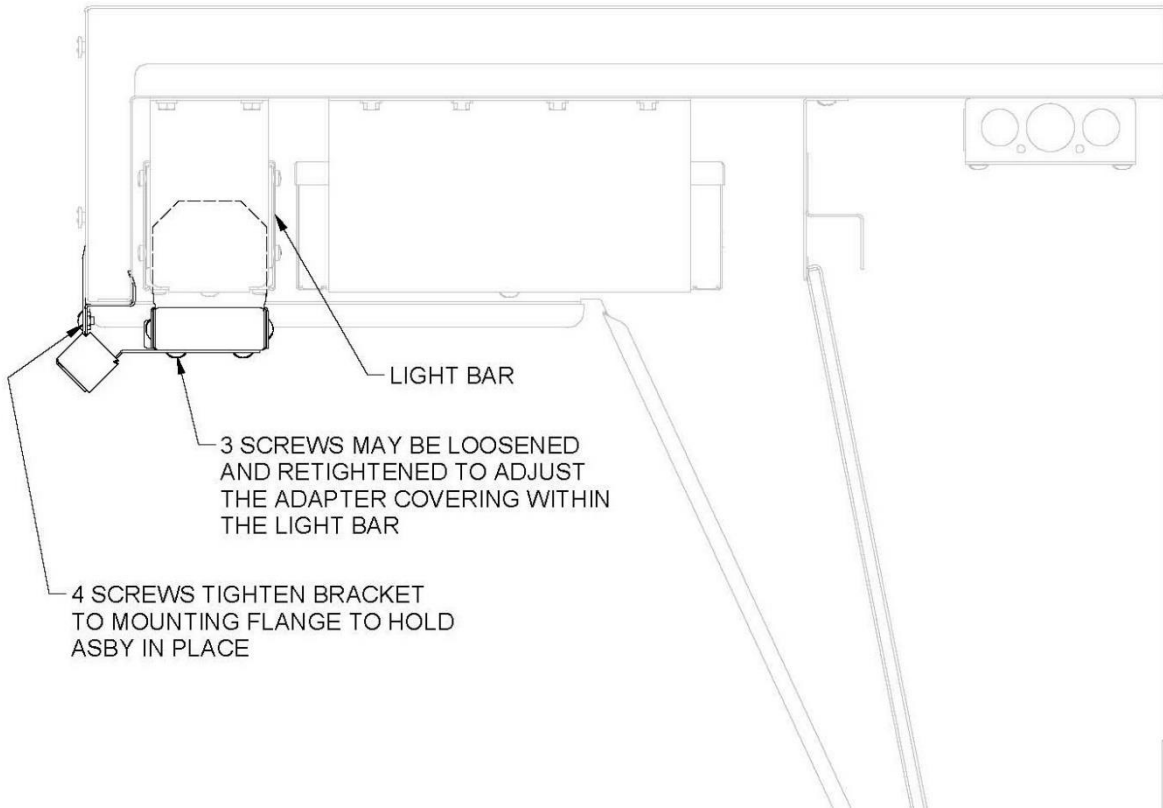 LIGHT BAR
3 SCREWS MAY BE LOOSENED
AND RETIGHTENED TO ADJUST
THE ADAPTER COVERING WITHIN
THE LIGHT BAR
4 SCREWS TIGHTEN BRACKET
TO MOUNTING FLANGE TO HOLD
ASBY IN PLACE